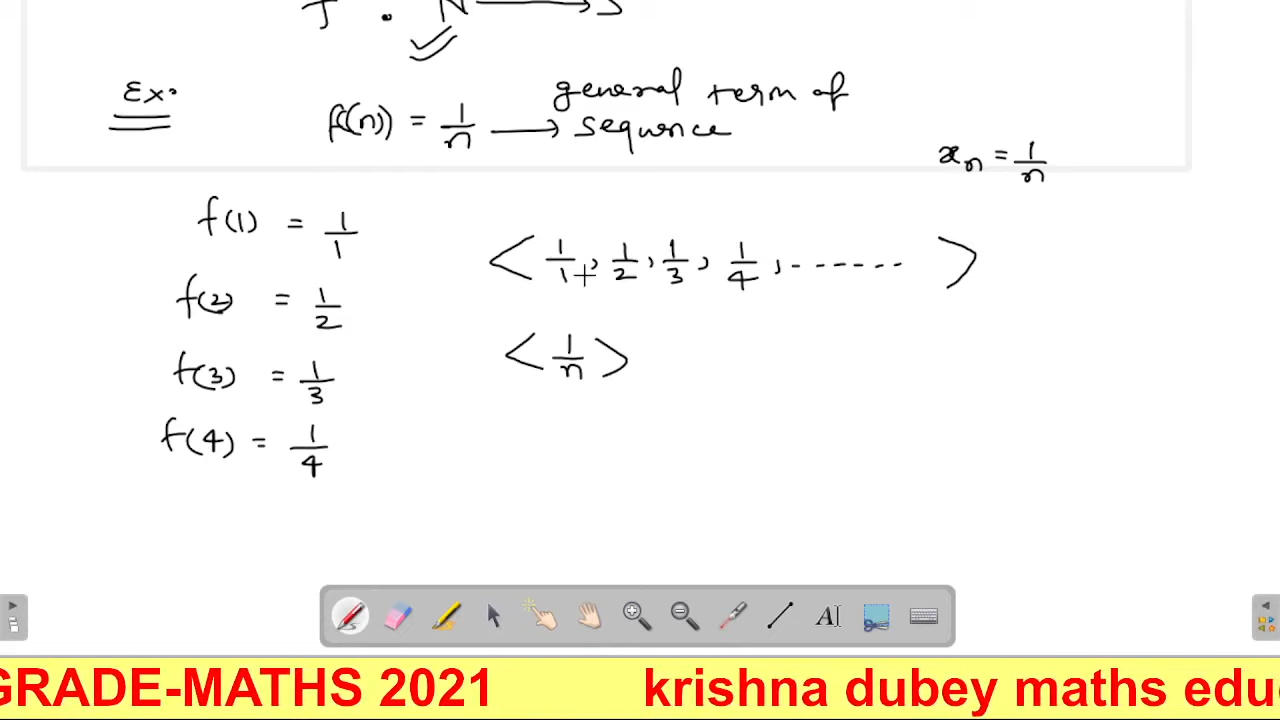 f : N → S
Ex:
f(n) = 1/n → general term of
sequence
xₙ = 1/n
f(1) = 1/1
< 1/1, 1/2, 1/3, 1/4, ....... >
f(2) = 1/2
< 1/n >
f(3) = 1/3
f(4) = 1/4
AI
GRADE-MATHS 2021 krishna dubey maths edu